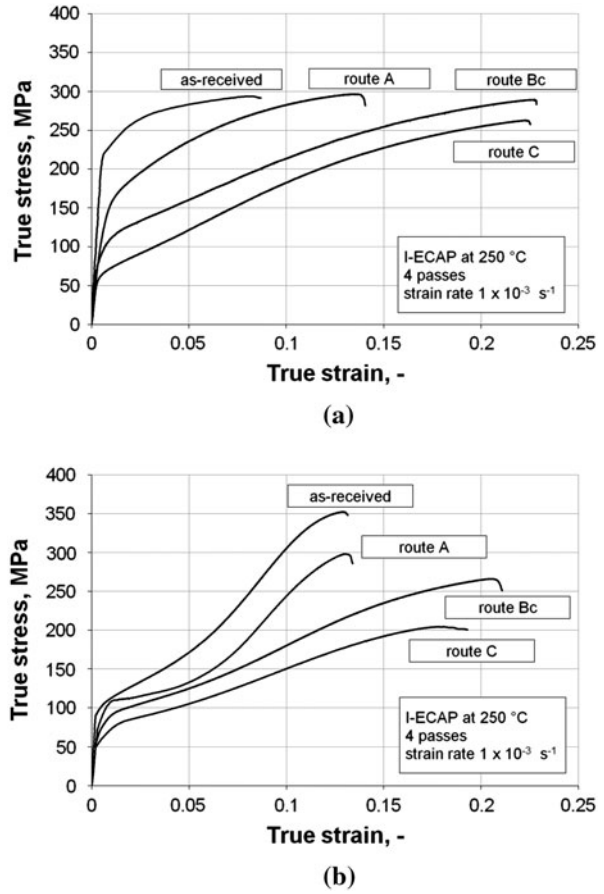 (a)
True stress, MPa
400
350
300
250
200
150
100
50
0
as-received
route A
route Bc
route C
I-ECAP at 250 °C
4 passes
strain rate 1 x 10⁻³ s⁻¹
0 0.05 0.1 0.15 0.2 0.25
True strain, -
(b)
True stress, MPa
400
350
300
250
200
150
100
50
0
as-received
route A
route Bc
route C
I-ECAP at 250 °C
4 passes
strain rate 1 x 10⁻³ s⁻¹
0 0.05 0.1 0.15 0.2 0.25
True strain, -